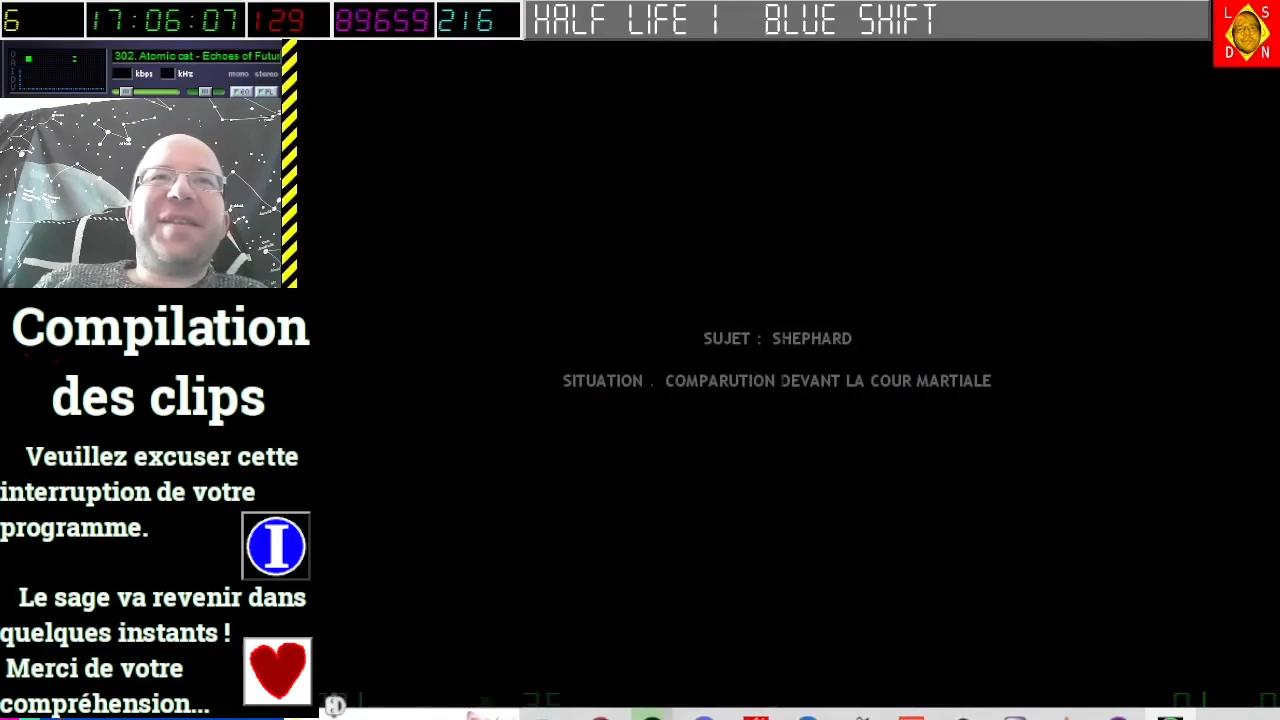 6 17:06:07 129 89659 216 HALF LIFE 1 BLUE SHIFT
L S
D N
302. Atomic cat - Echoes of Futur
kbps kHz mono stereo
EQ PL
Compilation
des clips
Veuillez excuser cette
interruption de votre
programme.
I
Le sage va revenir dans
quelques instants !
Merci de votre
compréhension...
SUJET : SHEPHARD
SITUATION : COMPARUTION DEVANT LA COUR MARTIALE